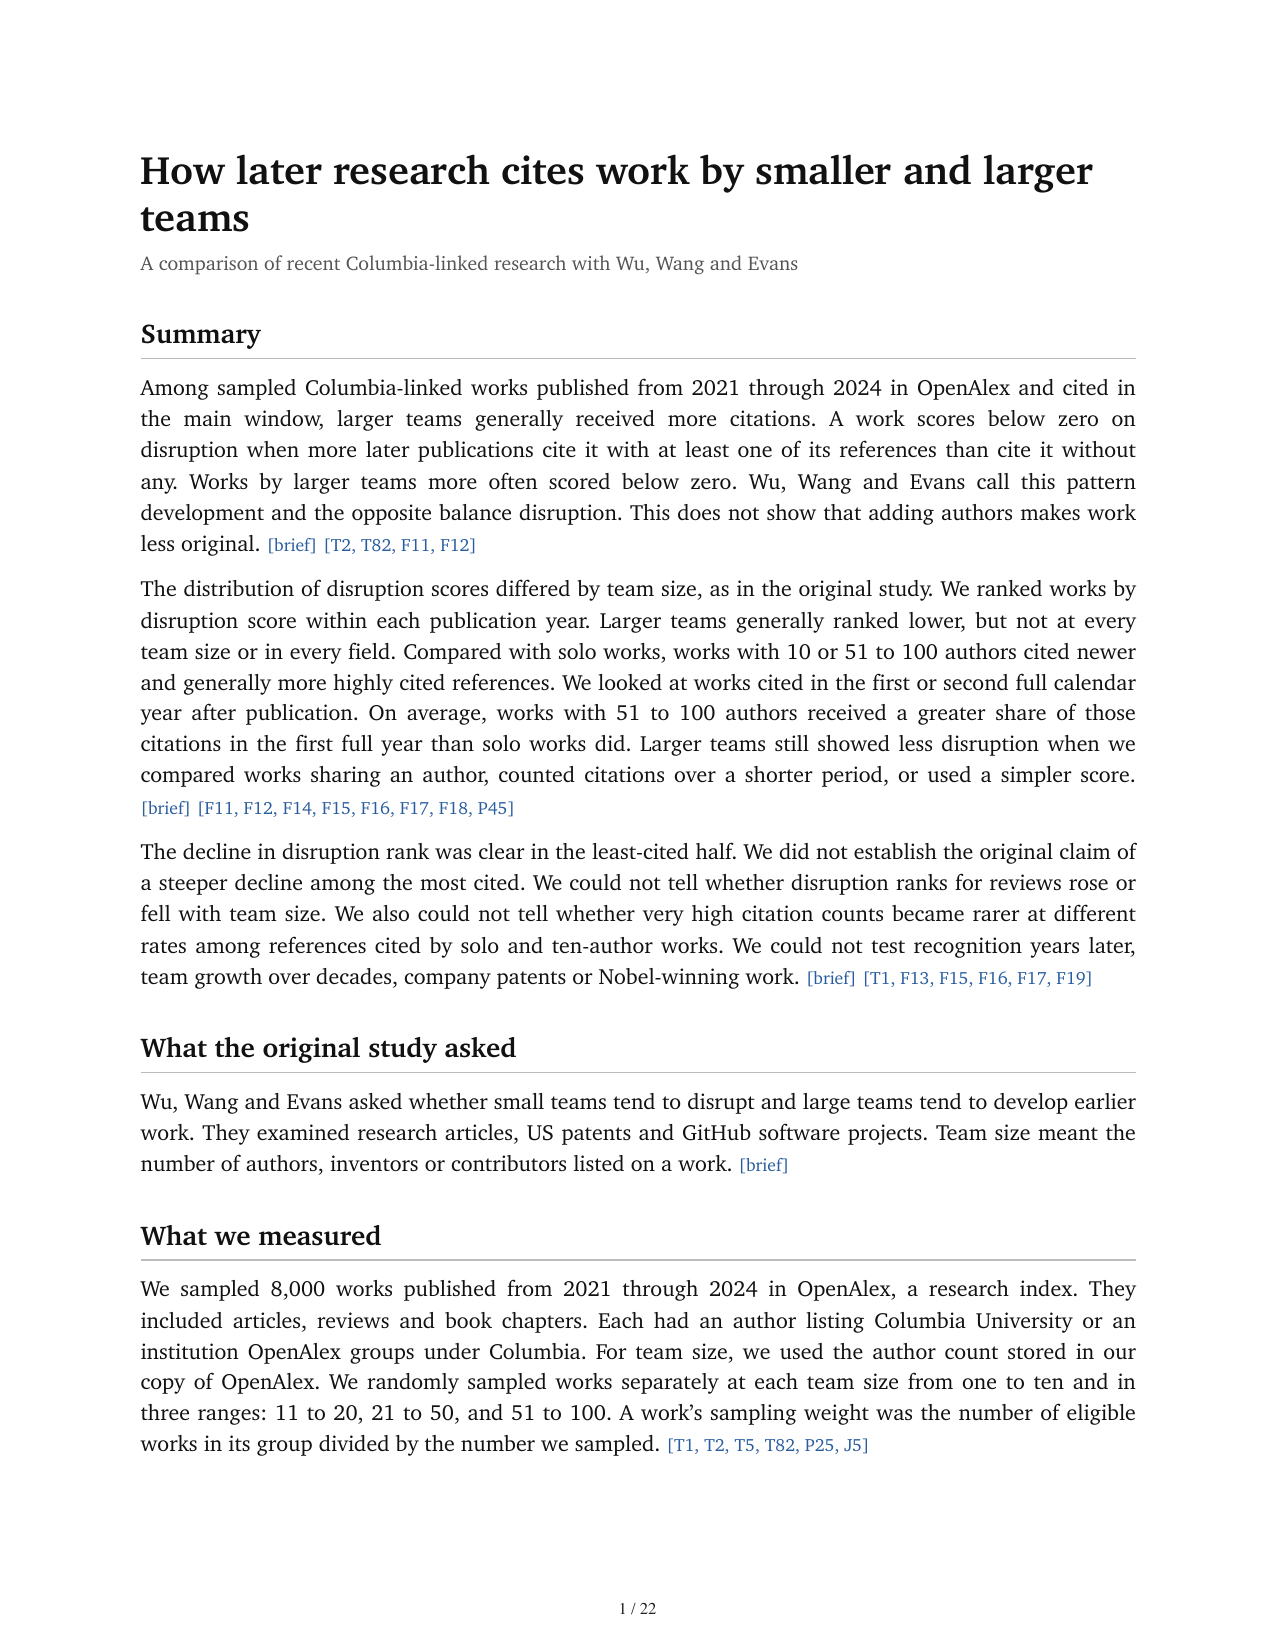 How later research cites work by smaller and larger
teams
A comparison of recent Columbia-linked research with Wu, Wang and Evans
Summary
Among sampled Columbia-linked works published from 2021 through 2024 in OpenAlex and cited in
the main window, larger teams generally received more citations. A work scores below zero on
disruption when more later publications cite it with at least one of its references than cite it without
any. Works by larger teams more often scored below zero. Wu, Wang and Evans call this pattern
development and the opposite balance disruption. This does not show that adding authors makes work
less original. [brief] [T2, T82, F11, F12]
The distribution of disruption scores differed by team size, as in the original study. We ranked works by
disruption score within each publication year. Larger teams generally ranked lower, but not at every
team size or in every field. Compared with solo works, works with 10 or 51 to 100 authors cited newer
and generally more highly cited references. We looked at works cited in the first or second full calendar
year after publication. On average, works with 51 to 100 authors received a greater share of those
citations in the first full year than solo works did. Larger teams still showed less disruption when we
compared works sharing an author, counted citations over a shorter period, or used a simpler score.
[brief] [F11, F12, F14, F15, F16, F17, F18, P45]
The decline in disruption rank was clear in the least-cited half. We did not establish the original claim of
a steeper decline among the most cited. We could not tell whether disruption ranks for reviews rose or
fell with team size. We also could not tell whether very high citation counts became rarer at different
rates among references cited by solo and ten-author works. We could not test recognition years later,
team growth over decades, company patents or Nobel-winning work. [brief] [T1, F13, F15, F16, F17, F19]
What the original study asked
Wu, Wang and Evans asked whether small teams tend to disrupt and large teams tend to develop earlier
work. They examined research articles, US patents and GitHub software projects. Team size meant the
number of authors, inventors or contributors listed on a work. [brief]
What we measured
We sampled 8,000 works published from 2021 through 2024 in OpenAlex, a research index. They
included articles, reviews and book chapters. Each had an author listing Columbia University or an
institution OpenAlex groups under Columbia. For team size, we used the author count stored in our
copy of OpenAlex. We randomly sampled works separately at each team size from one to ten and in
three ranges: 11 to 20, 21 to 50, and 51 to 100. A work’s sampling weight was the number of eligible
works in its group divided by the number we sampled. [T1, T2, T5, T82, P25, J5]
1 / 22